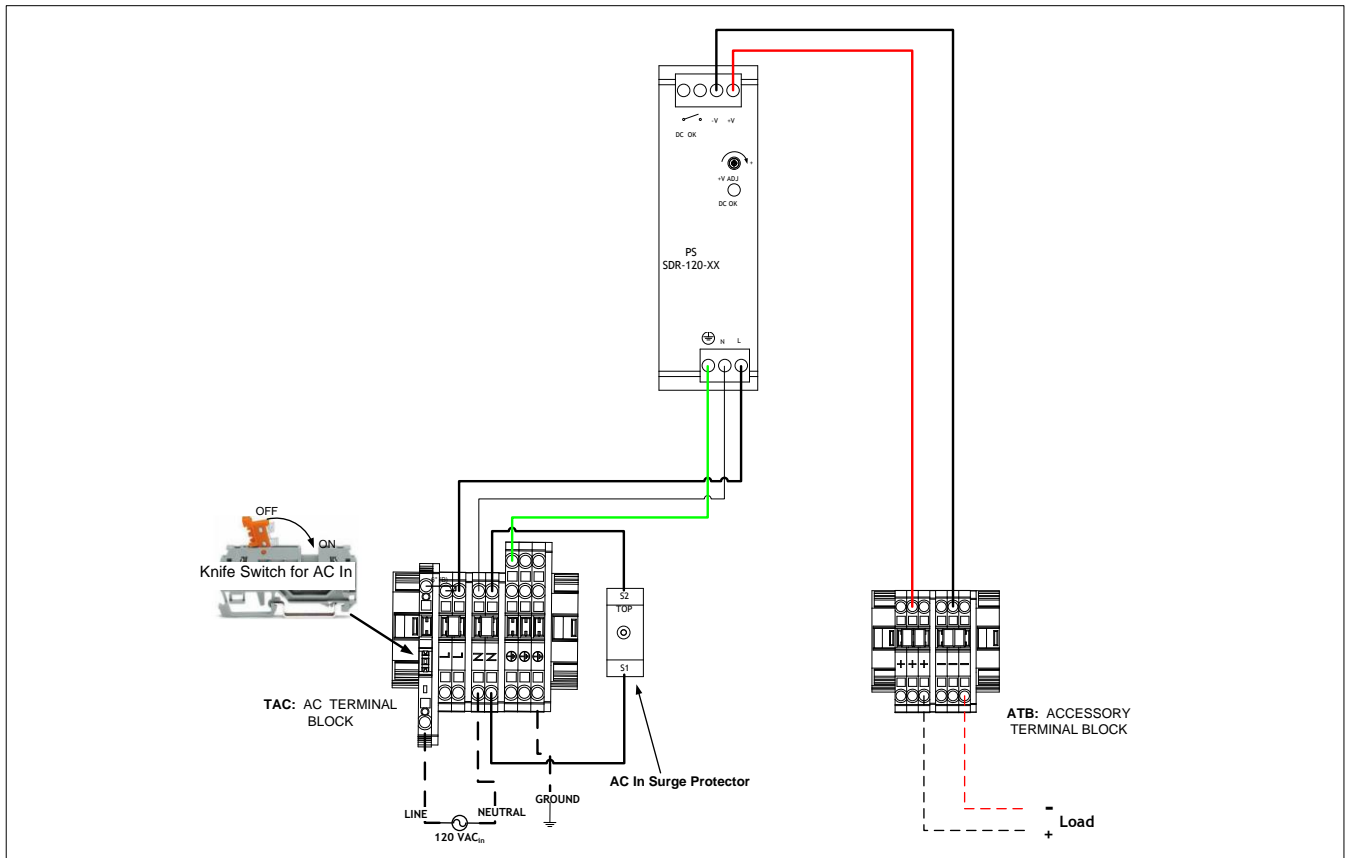 -V +V
DC OK
+
+V ADJ
DC OK
PS
SDR-120-XX
N L
OFF
ON
Knife Switch for AC In
L L N N
+ + + - - -
S2
TOP
S1
TAC: AC TERMINAL
BLOCK
ATB: ACCESSORY
TERMINAL BLOCK
AC In Surge Protector
LINE
NEUTRAL
GROUND
120 VACin
-
Load
+